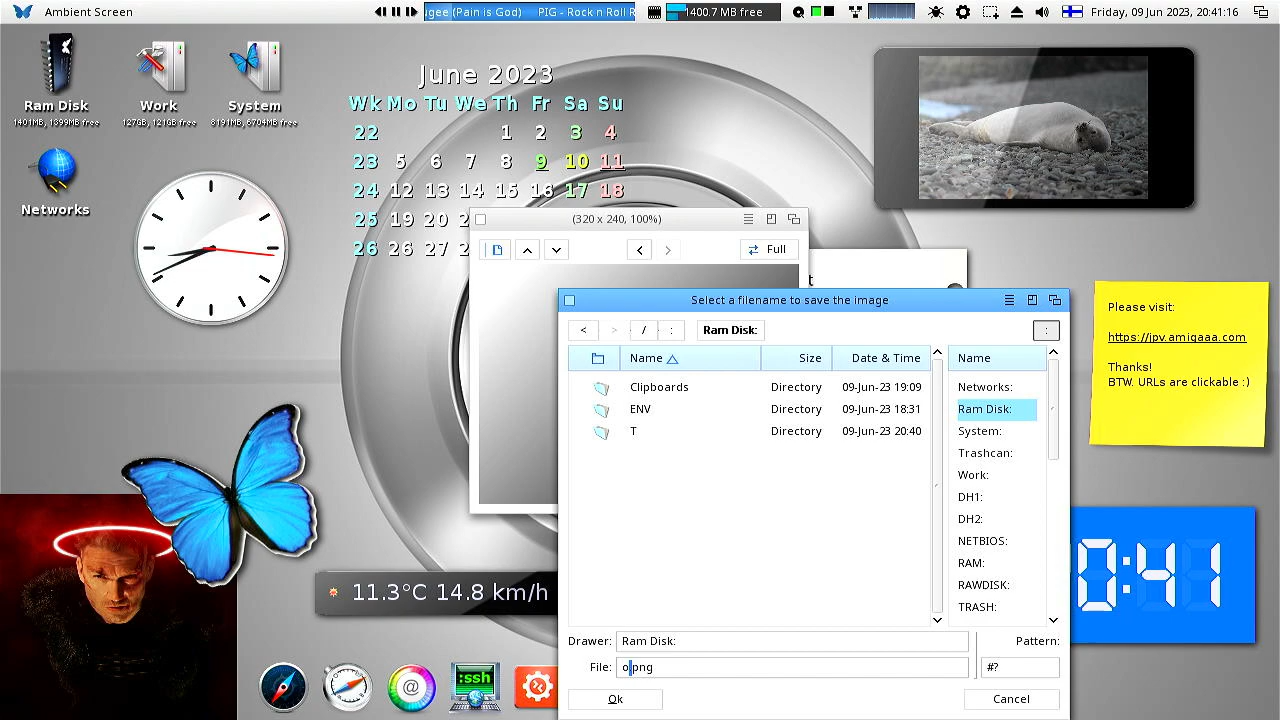 Ambient Screen
ugee (Pain is God) PIG - Rock n Roll R
1400.7 MB free
Friday, 09 Jun 2023, 20:41:16
Ram Disk
1401MB, 1399MB free
Work
127GB, 121GB free
System
8191MB, 6704MB free
Networks
June 2023
Wk Mo Tu We Th Fr Sa Su
22 1 2 3 4
23 5 6 7 8 9 10 11
24 12 13 14 15 16 17 18
25 19 20 2
26 26 27 2
(320 x 240, 100%)
Full
t
Select a filename to save the image
< > / : Ram Disk: :
Name Size Date & Time Name
Clipboards Directory 09-Jun-23 19:09
ENV Directory 09-Jun-23 18:31
T Directory 09-Jun-23 20:40
Networks:
Ram Disk:
System:
Trashcan:
Work:
DH1:
DH2:
NETBIOS:
RAM:
RAWDISK:
TRASH:
Drawer: Ram Disk: Pattern:
File: o.png #?
Ok Cancel
Please visit:
https://jpv.amigaaa.com
Thanks!
BTW. URLs are clickable :)
0:41
11.3°C 14.8 km/h
@
:ssh